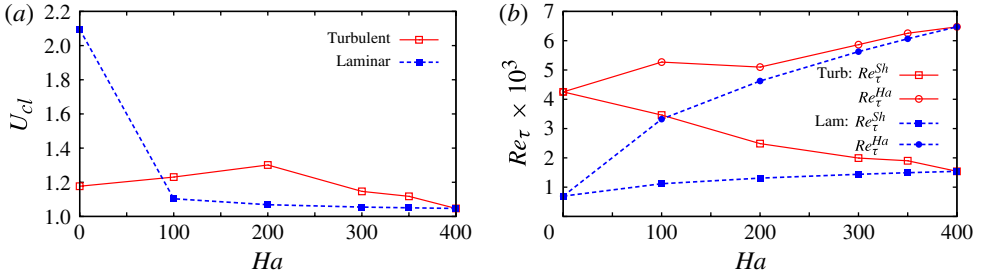 (a)
2.2
2.0
1.8
1.6
1.4
1.2
1.0
U_cl
Turbulent
Laminar
0 100 200 300 400
Ha
(b)
7
6
5
4
3
2
1
Re_τ × 10^3
Turb: Re_τ^Sh
Re_τ^Ha
Lam: Re_τ^Sh
Re_τ^Ha
0 100 200 300 400
Ha